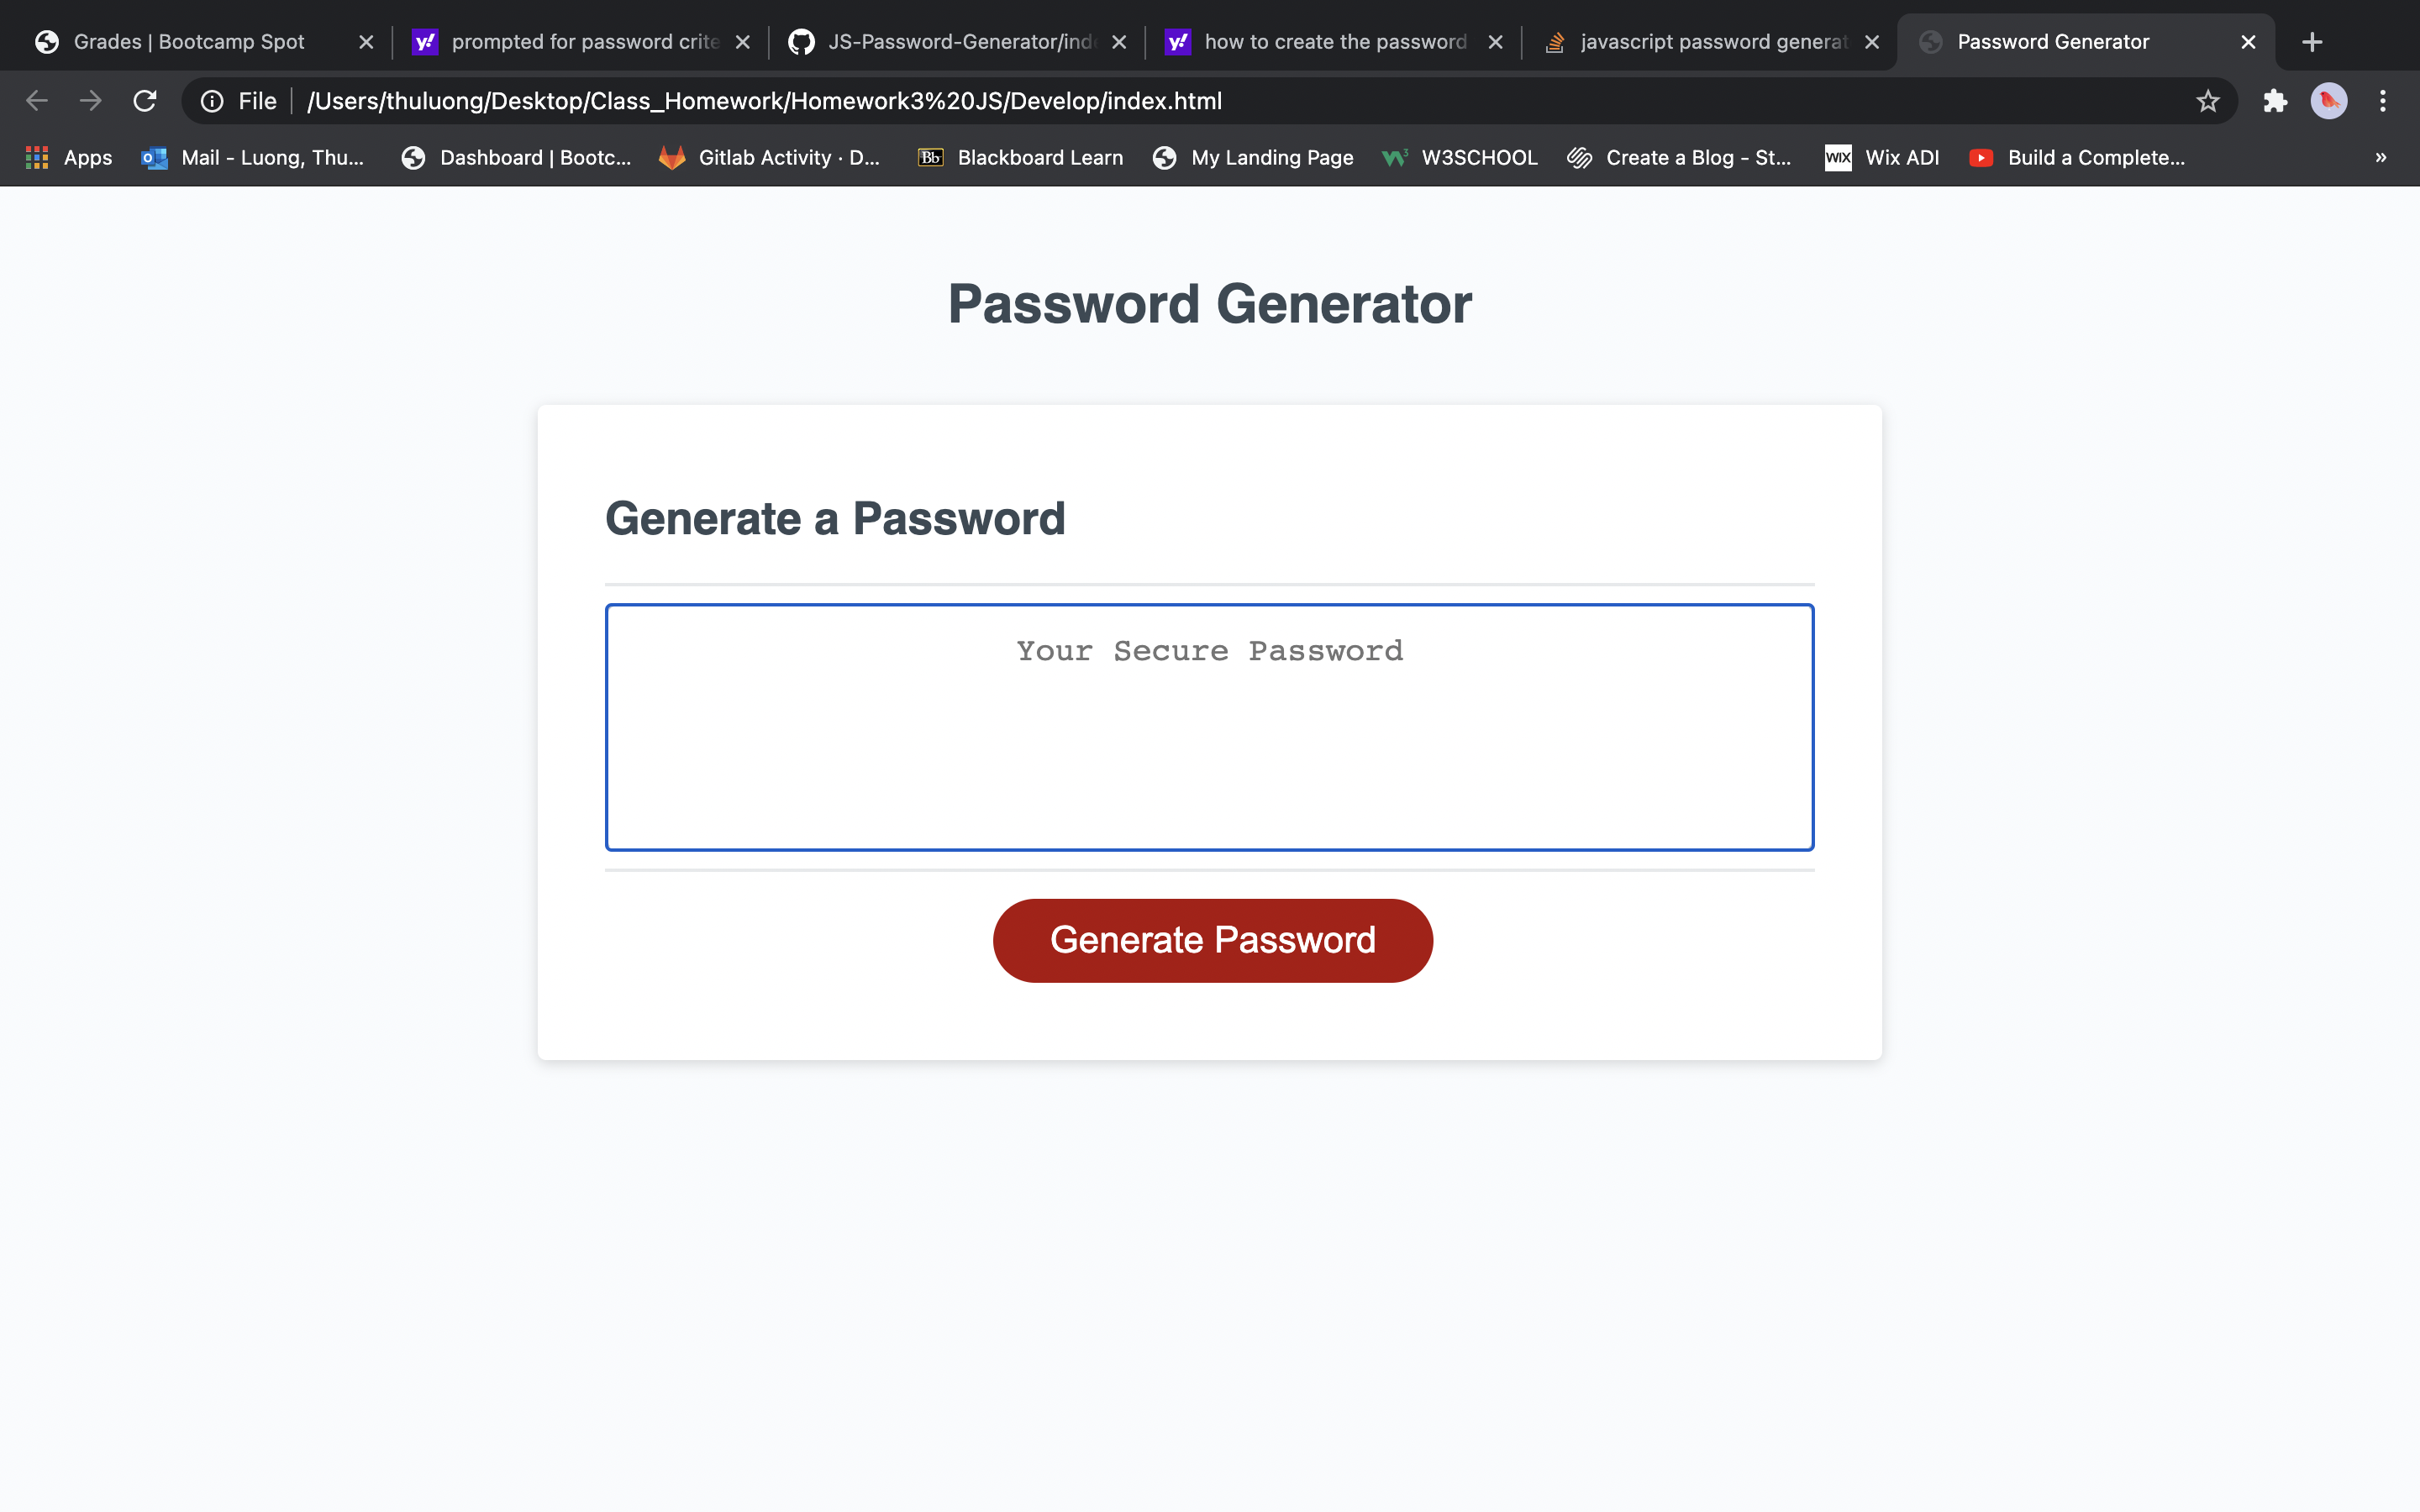 Grades | Bootcamp Spot
prompted for password crite
JS-Password-Generator/inde
how to create the password
javascript password generat
Password Generator
File
/Users/thuluong/Desktop/Class_Homework/Homework3%20JS/Develop/index.html
Apps
Mail - Luong, Thu...
Dashboard | Bootc...
Gitlab Activity · D...
Bb
Blackboard Learn
My Landing Page
W3SCHOOL
Create a Blog - St...
WIX
Wix ADI
Build a Complete...
»
Password Generator
Generate a Password
Your Secure Password
Generate Password